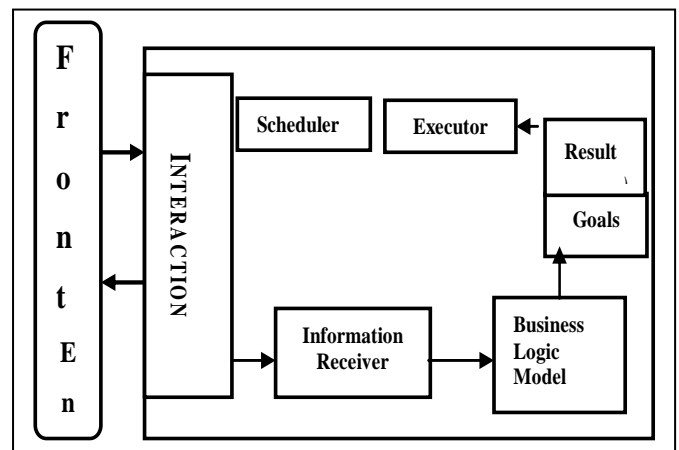 F
r
o
n
t
E
n
INTERACTION
Scheduler
Executor
Result
Goals
Information
Receiver
Business
Logic
Model